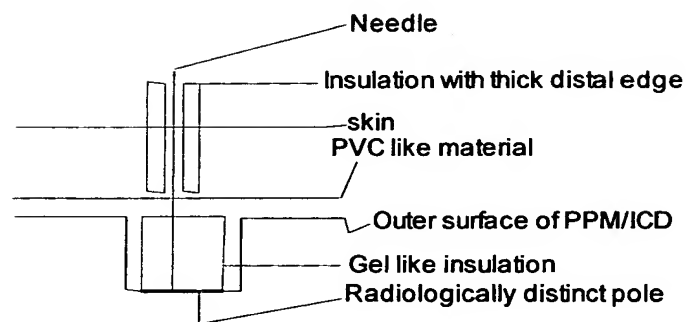 Needle
Insulation with thick distal edge
skin
PVC like material
Outer surface of PPM/ICD
Gel like insulation
Radiologically distinct pole